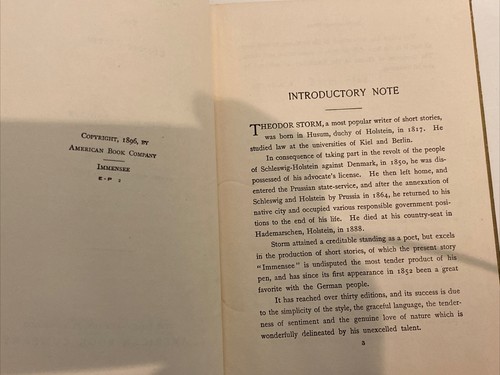 COPYRIGHT, 1896, BY
AMERICAN BOOK COMPANY
IMMENSEE
E-P 2
INTRODUCTORY NOTE
THEODOR STORM, a most popular writer of short stories,
was born in Husum, duchy of Holstein, in 1817. He
studied law at the universities of Kiel and Berlin.
In consequence of taking part in the revolt of the people
of Schleswig-Holstein against Denmark, in 1850, he was dis-
possessed of his advocate's license. He then left home, and
entered the Prussian state-service, and after the annexation of
Schleswig and Holstein by Prussia in 1864, he returned to his
native city and occupied various responsible government posi-
tions to the end of his life. He died at his country-seat in
Hademarschen, Holstein, in 1888.
Storm attained a creditable standing as a poet, but excels
in the production of short stories, of which the present story
"Immensee" is undisputed the most tender product of his
pen, and has since its first appearance in 1852 been a great
favorite with the German people.
It has reached over thirty editions, and its success is due
to the simplicity of the style, the graceful language, the tender-
ness of sentiment and the genuine love of nature which is
wonderfully delineated by his unexcelled talent.